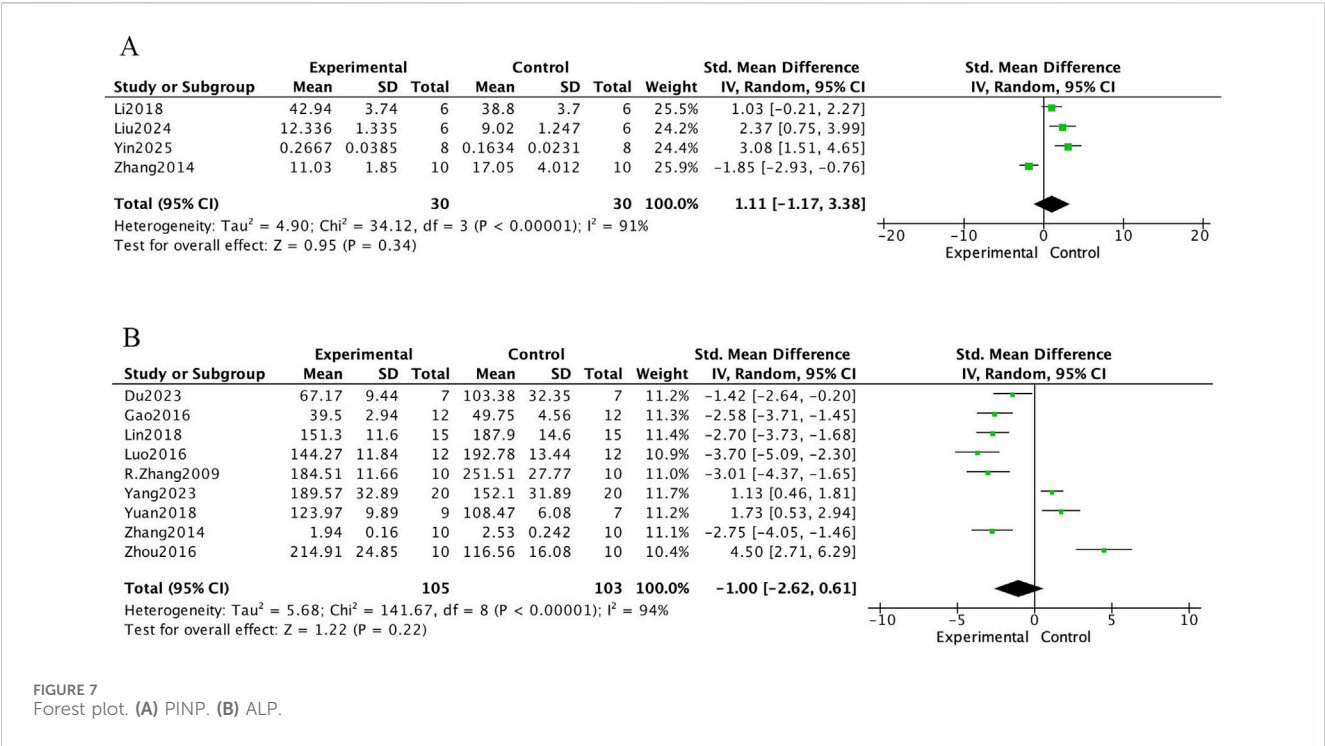 A
Experimental Control Std. Mean Difference Std. Mean Difference
Study or Subgroup Mean SD Total Mean SD Total Weight IV, Random, 95% CI IV, Random, 95% CI
Li2018 42.94 3.74 6 38.8 3.7 6 25.5% 1.03 [-0.21, 2.27]
Liu2024 12.336 1.335 6 9.02 1.247 6 24.2% 2.37 [0.75, 3.99]
Yin2025 0.2667 0.0385 8 0.1634 0.0231 8 24.4% 3.08 [1.51, 4.65]
Zhang2014 11.03 1.85 10 17.05 4.012 10 25.9% -1.85 [-2.93, -0.76]
Total (95% CI) 30 30 100.0% 1.11 [-1.17, 3.38]
Heterogeneity: Tau² = 4.90; Chi² = 34.12, df = 3 (P < 0.00001); I² = 91%
Test for overall effect: Z = 0.95 (P = 0.34)
-20 -10 0 10 20
Experimental Control
B
Experimental Control Std. Mean Difference Std. Mean Difference
Study or Subgroup Mean SD Total Mean SD Total Weight IV, Random, 95% CI IV, Random, 95% CI
Du2023 67.17 9.44 7 103.38 32.35 7 11.2% -1.42 [-2.64, -0.20]
Gao2016 39.5 2.94 12 49.75 4.56 12 11.3% -2.58 [-3.71, -1.45]
Lin2018 151.3 11.6 15 187.9 14.6 15 11.4% -2.70 [-3.73, -1.68]
Luo2016 144.27 11.84 12 192.78 13.44 12 10.9% -3.70 [-5.09, -2.30]
R.Zhang2009 184.51 11.66 10 251.51 27.77 10 11.0% -3.01 [-4.37, -1.65]
Yang2023 189.57 32.89 20 152.1 31.89 20 11.7% 1.13 [0.46, 1.81]
Yuan2018 123.97 9.89 9 108.47 6.08 7 11.2% 1.73 [0.53, 2.94]
Zhang2014 1.94 0.16 10 2.53 0.242 10 11.1% -2.75 [-4.05, -1.46]
Zhou2016 214.91 24.85 10 116.56 16.08 10 10.4% 4.50 [2.71, 6.29]
Total (95% CI) 105 103 100.0% -1.00 [-2.62, 0.61]
Heterogeneity: Tau² = 5.68; Chi² = 141.67, df = 8 (P < 0.00001); I² = 94%
Test for overall effect: Z = 1.22 (P = 0.22)
-10 -5 0 5 10
Experimental Control
FIGURE 7
Forest plot. (A) PINP. (B) ALP.